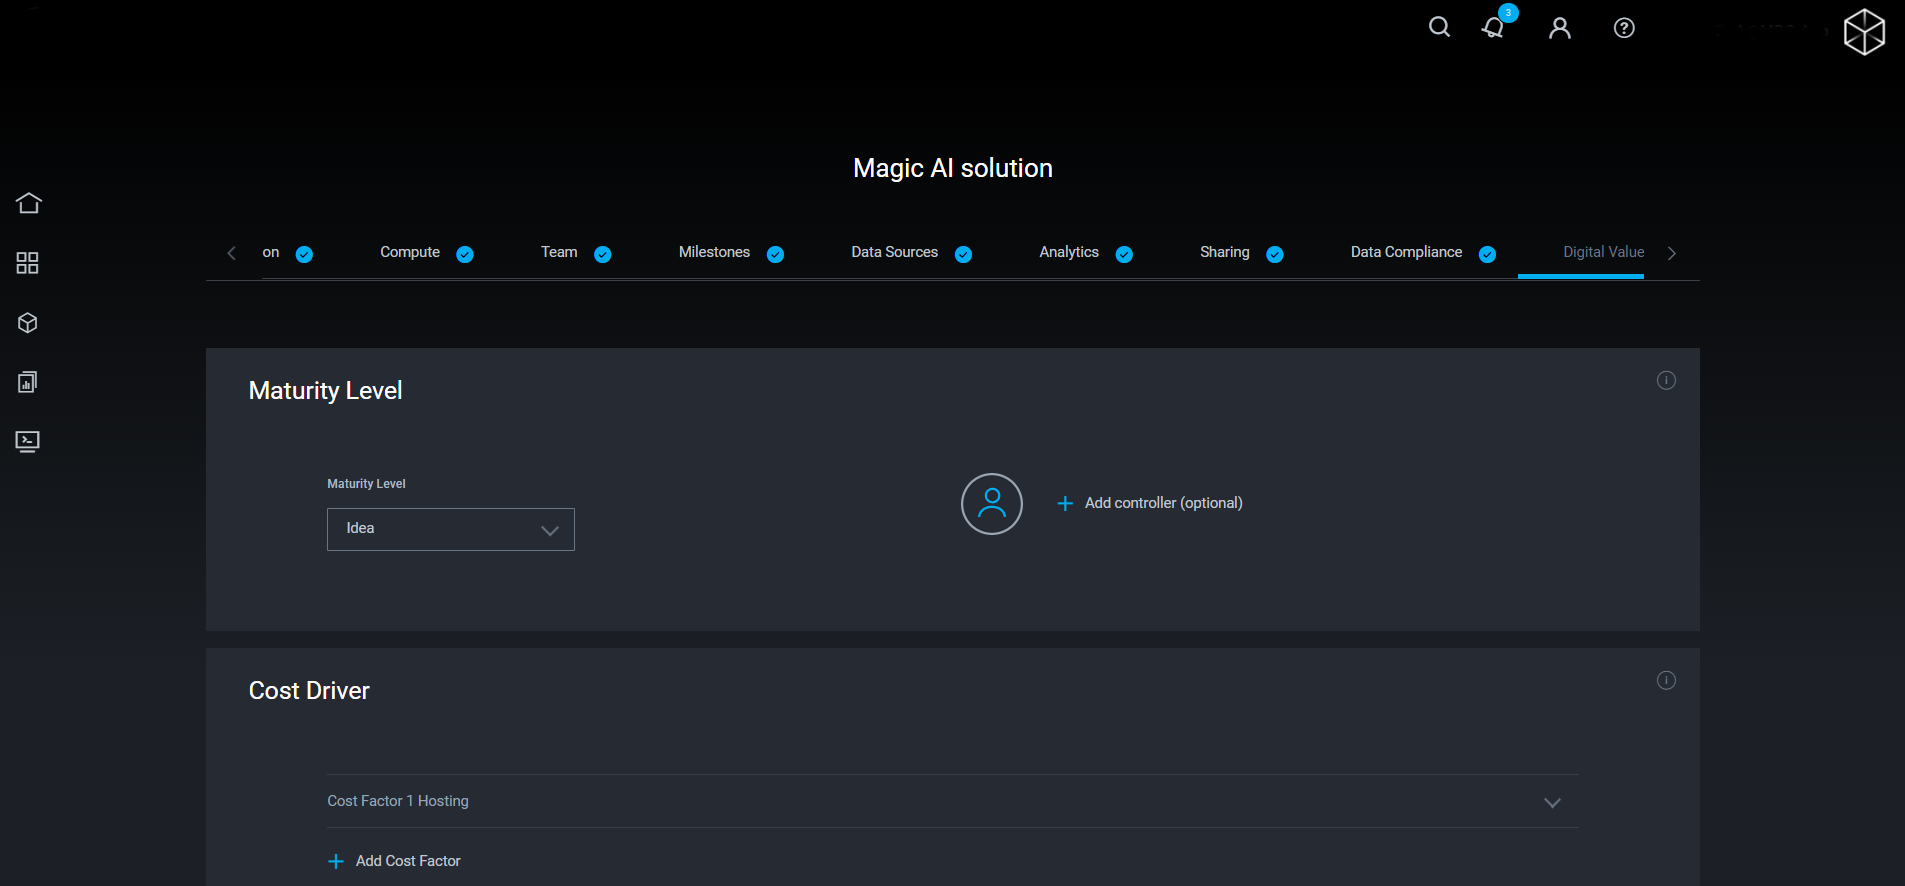 3
Magic AI solution
on Compute Team Milestones Data Sources Analytics Sharing Data Compliance Digital Value
Maturity Level
Maturity Level
Idea
Add controller (optional)
Cost Driver
Cost Factor 1 Hosting
Add Cost Factor